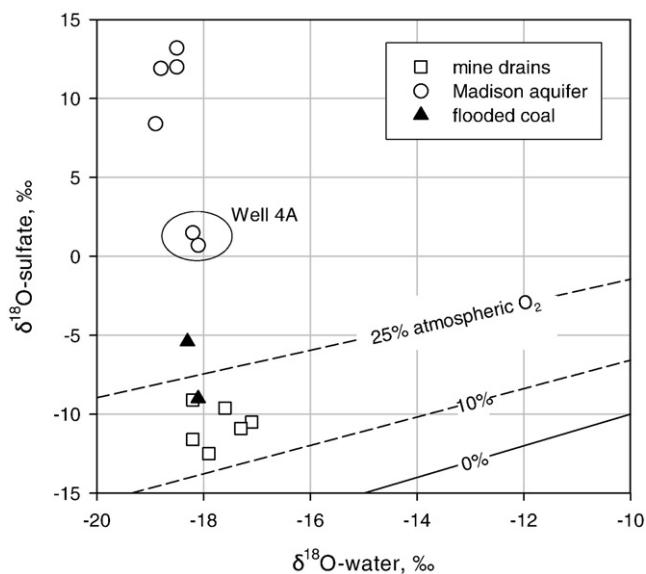 15
10
5
0
-5
-10
-15
-20
-18
-16
-14
-12
-10
δ¹⁸O-sulfate, ‰
δ¹⁸O-water, ‰
mine drains
Madison aquifer
flooded coal
Well 4A
25% atmospheric O₂
10%
0%